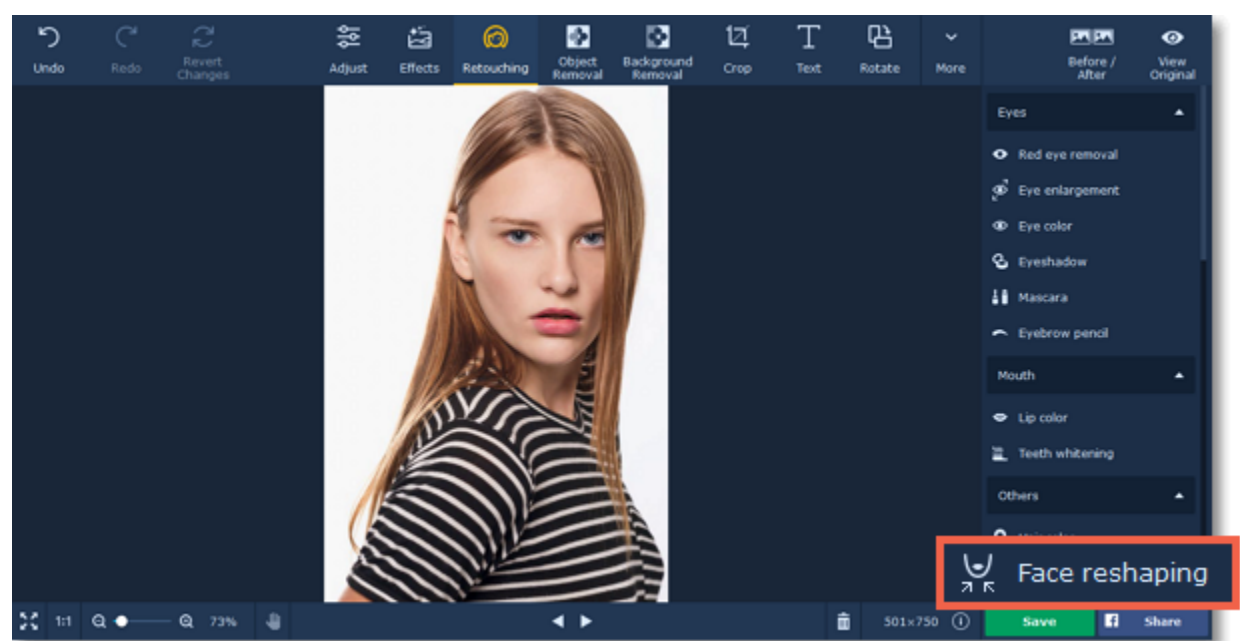 Undo
Redo
Revert
Changes
Adjust
Effects
Retouching
Object
Removal
Background
Removal
Crop
Text
Rotate
More
Before /
After
View
Original
Eyes
Red eye removal
Eye enlargement
Eye color
Eyeshadow
Mascara
Eyebrow pencil
Mouth
Lip color
Teeth whitening
Others
Face reshaping
1:1
73%
501×750
Save
Share